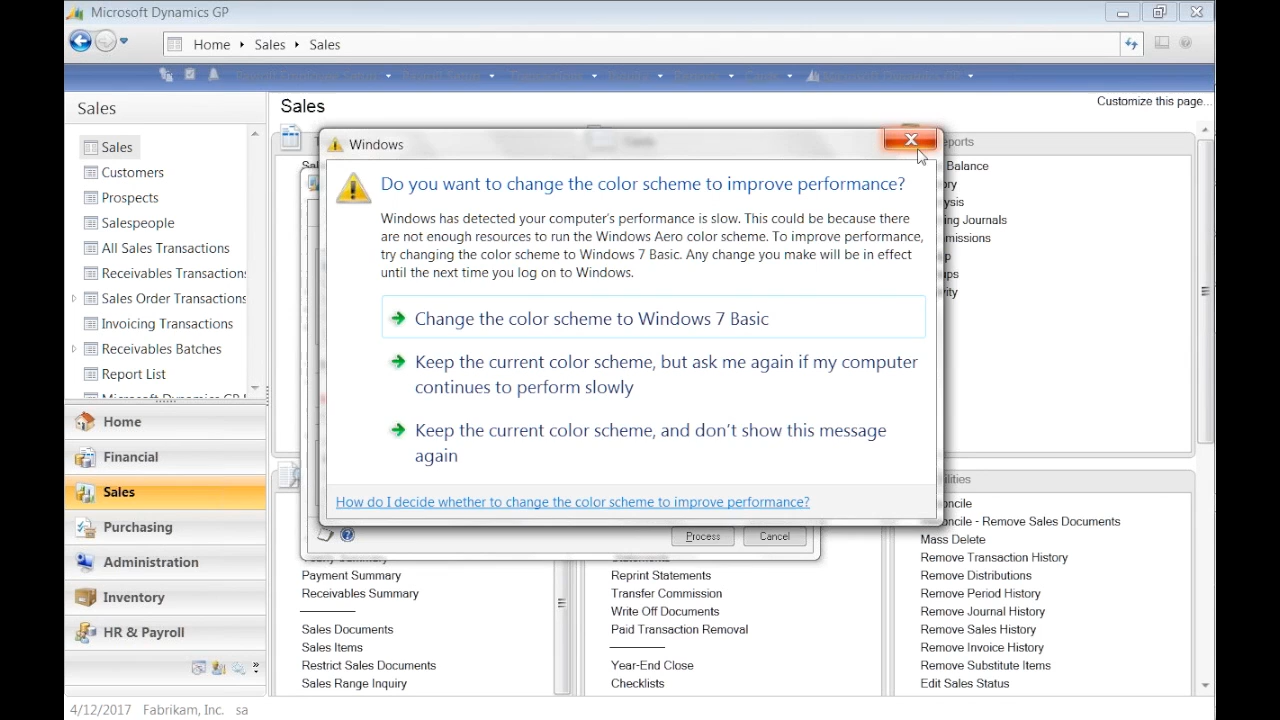 Microsoft Dynamics GP
Home
Sales
Sales
Sales
Sales
Customize this page...
Sales
Customers
Prospects
Salespeople
All Sales Transactions
Receivables Transactions
Sales Order Transactions
Invoicing Transactions
Receivables Batches
Report List
Home
Financial
Sales
Purchasing
Administration
Inventory
HR & Payroll
Windows
Do you want to change the color scheme to improve performance?
Windows has detected your computer's performance is slow. This could be because there
are not enough resources to run the Windows Aero color scheme. To improve performance,
try changing the color scheme to Windows 7 Basic. Any change you make will be in effect
until the next time you log on to Windows.
Change the color scheme to Windows 7 Basic
Keep the current color scheme, but ask me again if my computer
continues to perform slowly
Keep the current color scheme, and don't show this message
again
How do I decide whether to change the color scheme to improve performance?
Process
Cancel
Balance
Payment Summary
Receivables Summary
Sales Documents
Sales Items
Restrict Sales Documents
Sales Range Inquiry
Statements
Reprint Statements
Transfer Commission
Write Off Documents
Paid Transaction Removal
Year-End Close
Checklists
- Remove Sales Documents
Mass Delete
Remove Transaction History
Remove Distributions
Remove Period History
Remove Journal History
Remove Sales History
Remove Invoice History
Remove Substitute Items
Edit Sales Status
4/12/2017
Fabrikam, Inc.
sa